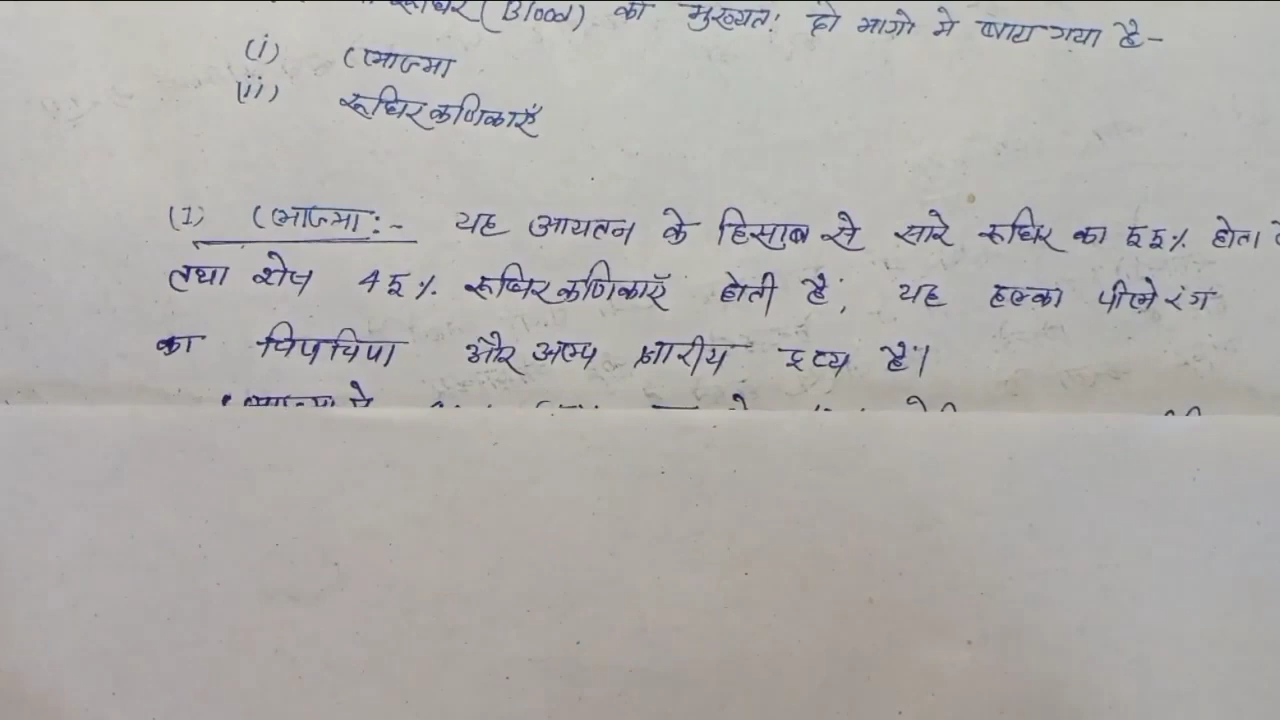 रूधिर (Blood) को मुख्यत: दो भागो मे बाटा गया है-
(i) प्लाज्मा
(ii) रूधिर कणिकाएँ
(1) प्लाज्मा:- यह आयतन के हिसाब से सारे रूधिर का 55% होता
तथा शेष 45% रूधिर कणिकाएँ होती है, यह हल्का पीले रंग
का चिपचिपा और अल्प क्षारीय द्रव्य है।